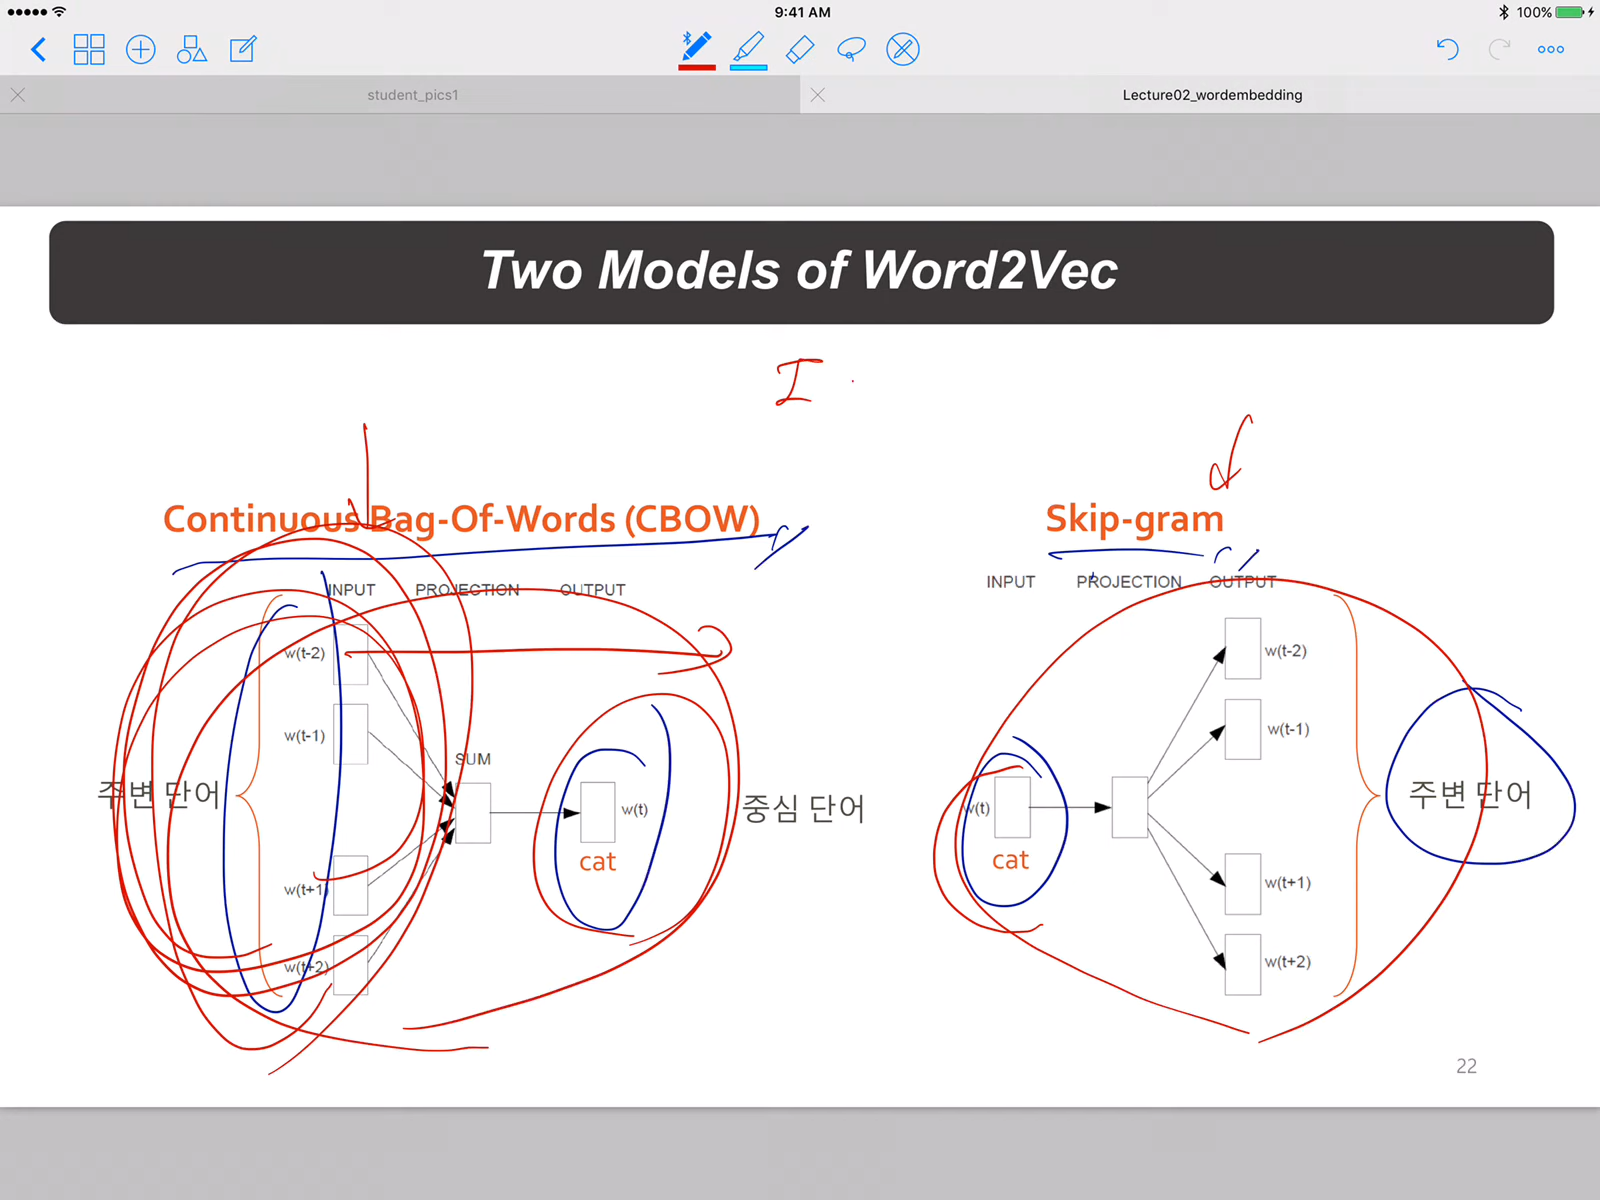 9:41 AM
100%
student_pics1
Lecture02_wordembedding
Two Models of Word2Vec
I
Continuous Bag-Of-Words (CBOW)
INPUT PROJECTION OUTPUT
w(t-2)
w(t-1)
SUM
주변 단어
w(t)
중심 단어
cat
w(t+1)
w(t+2)
Skip-gram
INPUT PROJECTION OUTPUT
w(t-2)
w(t-1)
w(t)
주변 단어
cat
w(t+1)
w(t+2)
22